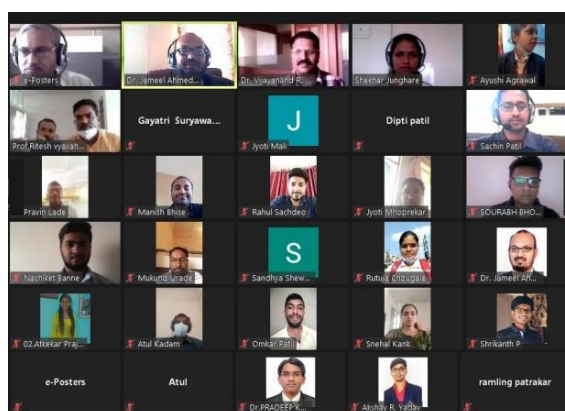 e-Posters
Dr. Jameel Ahmed...
Dr. Vijayanand R
Shekhar Junghare
Ayushi Agrawal
Prof.Ritesh vyavah...
Gayatri Suryawa...
J
Jyoti Mali
Dipti patil
Sachin Patil
Pravin Lade
Manish Bhise
Rahul Sachdeo
Jyoti Mhoprekar
SOURABH BHO...
Nachiket Banne
Mukund Urade
S
Sandhya Shew...
Rutuja Chougale
Dr. Jameel Ah...
02.Atkekar Praj...
Atul Kadam
Omkar Patil
Snehal Kank
Shrikanth P
e-Posters
Atul
Dr.PRADEEP K...
Akshay R. Yadav
ramling patrakar